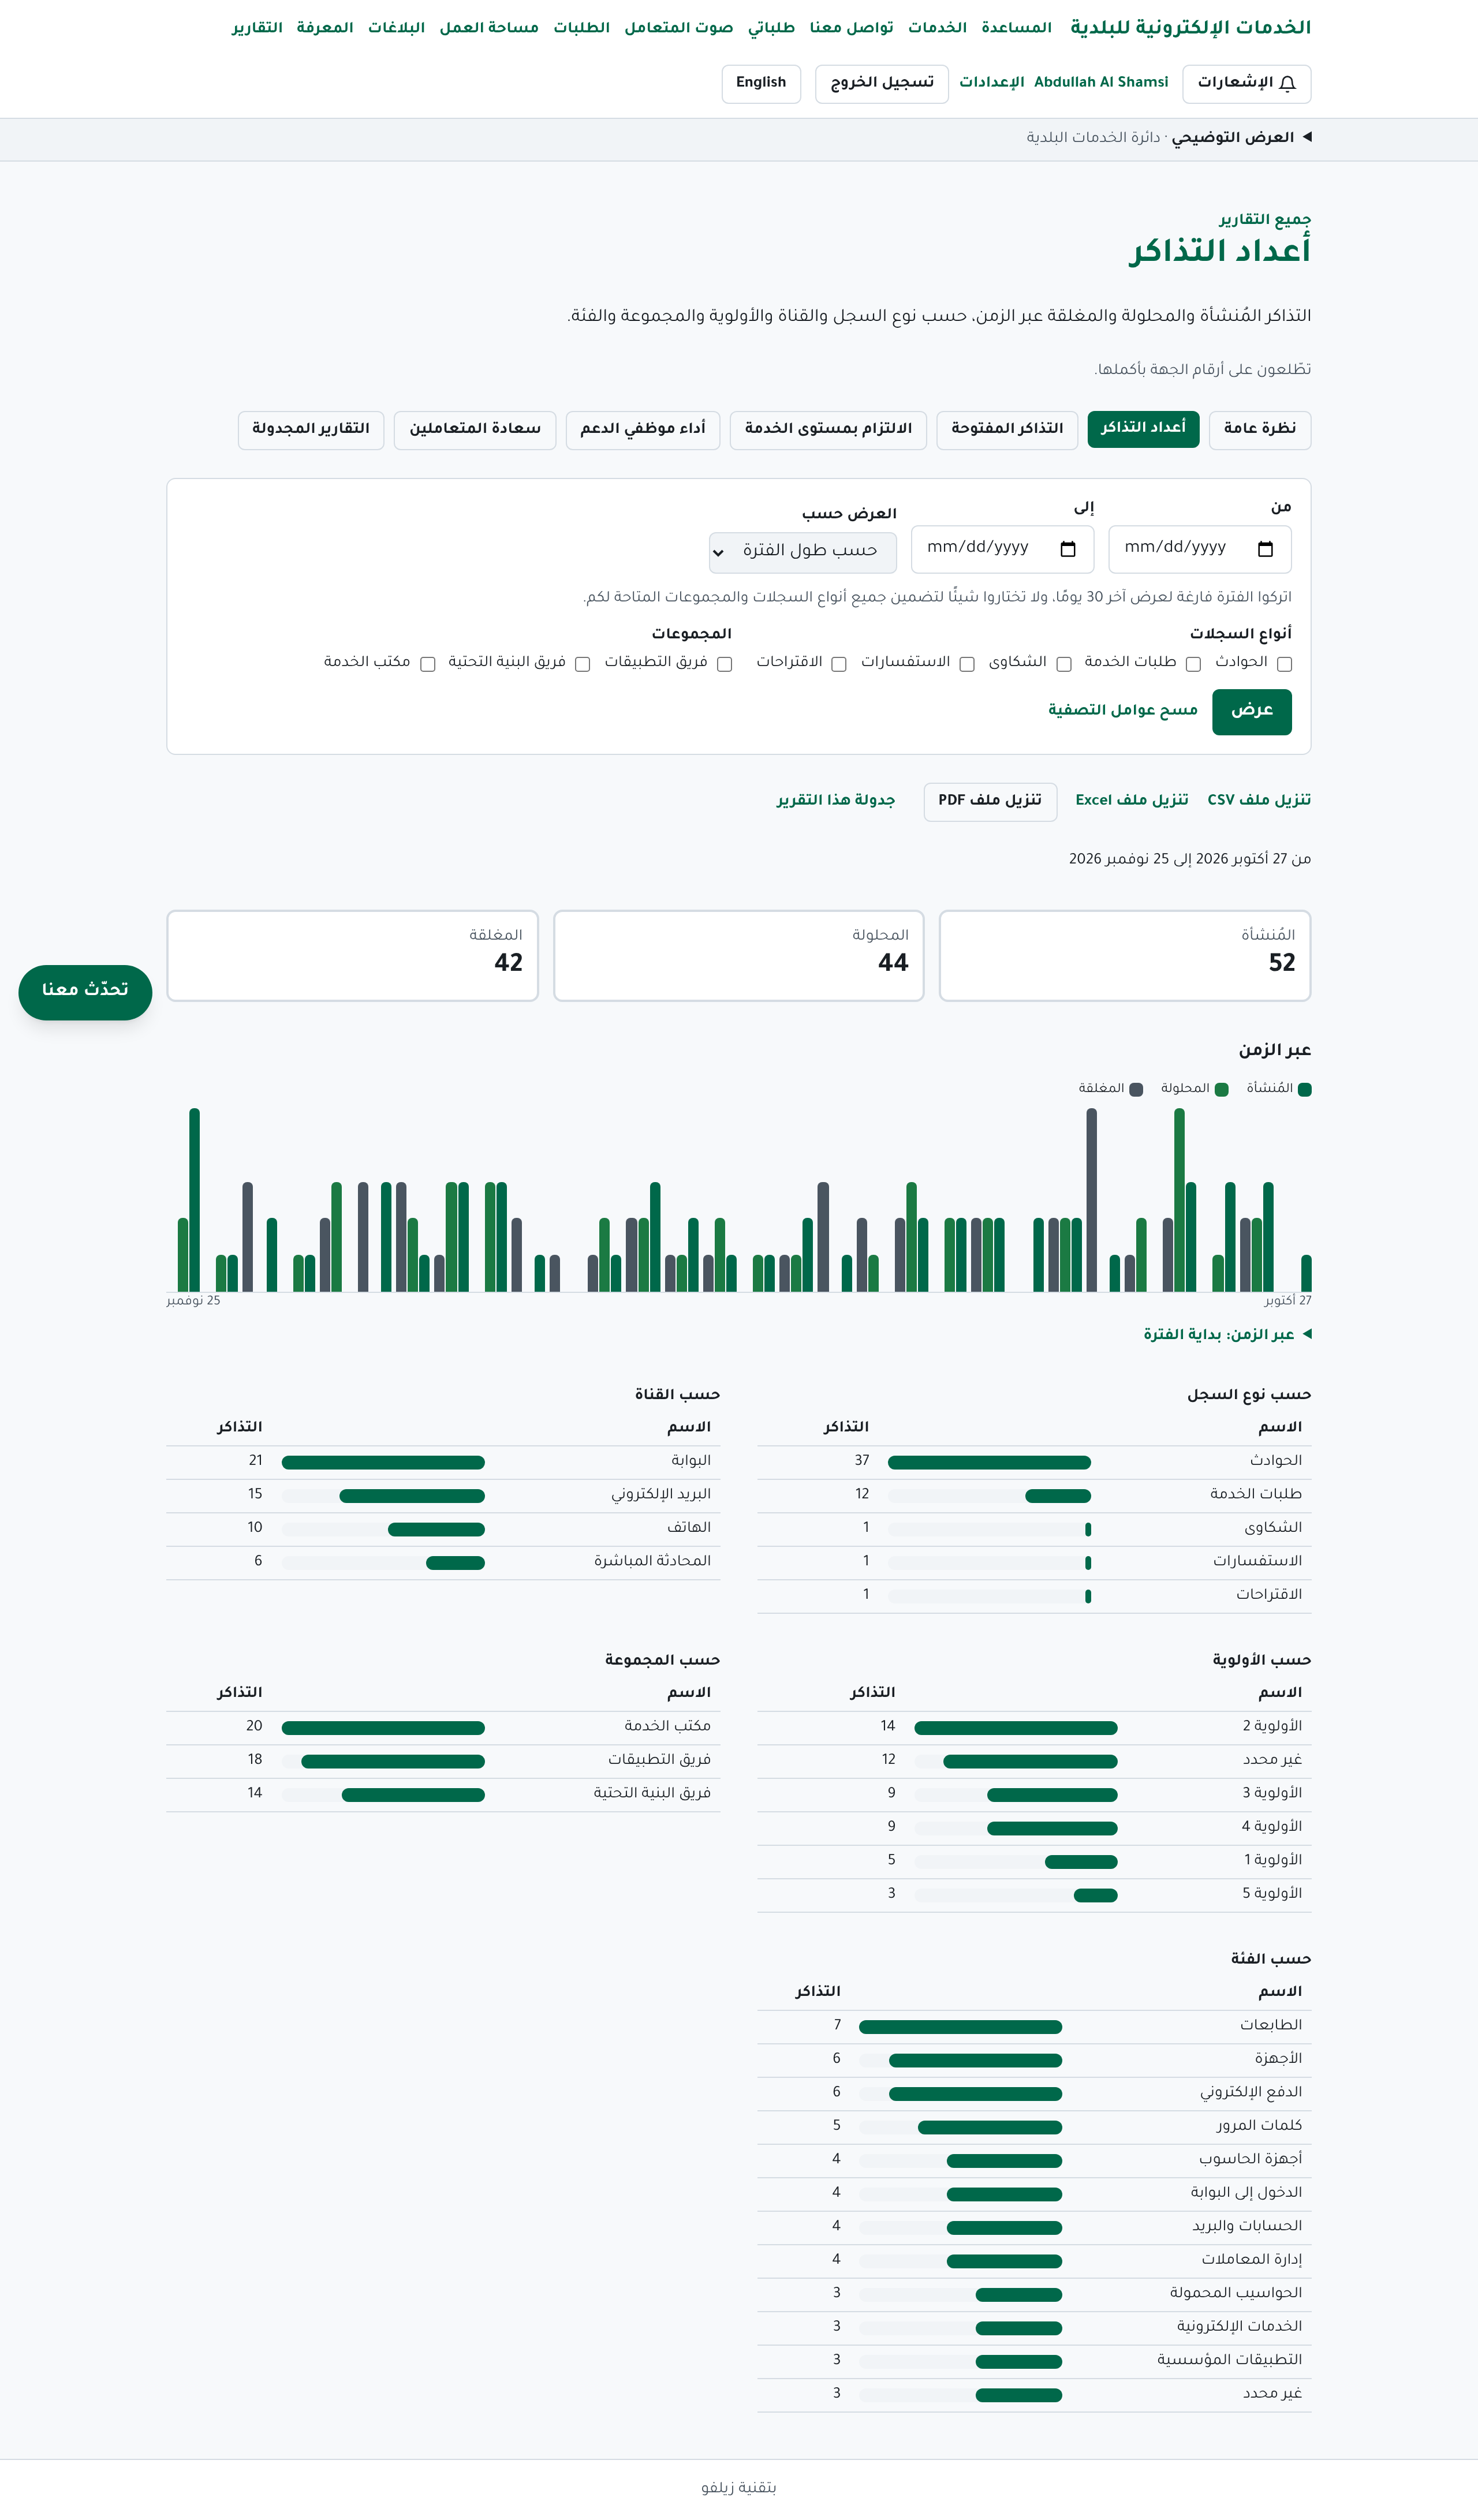 الخدمات الإلكترونية للبلدية المساعدة الخدمات تواصل معنا طلباتي صوت المتعامل الطلبات مساحة العمل البلاغات المعرفة التقارير
الإشعارات Abdullah Al Shamsi الإعدادات تسجيل الخروج English
العرض التوضيحي · دائرة الخدمات البلدية
جميع التقارير
أعداد التذاكر
التذاكر المُنشأة والمحلولة والمغلقة عبر الزمن، حسب نوع السجل والقناة والأولوية والمجموعة والفئة.
تطّلعون على أرقام الجهة بأكملها.
نظرة عامة أعداد التذاكر التذاكر المفتوحة الالتزام بمستوى الخدمة أداء موظفي الدعم سعادة المتعاملين التقارير المجدولة
من إلى العرض حسب
mm/dd/yyyy mm/dd/yyyy حسب طول الفترة
اتركوا الفترة فارغة لعرض آخر 30 يومًا، ولا تختاروا شيئًا لتضمين جميع أنواع السجلات والمجموعات المتاحة لكم.
أنواع السجلات المجموعات
الحوادث طلبات الخدمة الشكاوى الاستفسارات الاقتراحات فريق التطبيقات فريق البنية التحتية مكتب الخدمة
عرض مسح عوامل التصفية
تنزيل ملف CSV تنزيل ملف Excel تنزيل ملف PDF جدولة هذا التقرير
من 27 أكتوبر 2026 إلى 25 نوفمبر 2026
المُنشأة المحلولة المغلقة
52 44 42
تحدّث معنا
عبر الزمن
المُنشأة المحلولة المغلقة
27 أكتوبر 25 نوفمبر
عبر الزمن: بداية الفترة
حسب نوع السجل
الاسم التذاكر
الحوادث 37
طلبات الخدمة 12
الشكاوى 1
الاستفسارات 1
الاقتراحات 1
حسب القناة
الاسم التذاكر
البوابة 21
البريد الإلكتروني 15
الهاتف 10
المحادثة المباشرة 6
حسب الأولوية
الاسم التذاكر
الأولوية 2 14
غير محدد 12
الأولوية 3 9
الأولوية 4 9
الأولوية 1 5
الأولوية 5 3
حسب المجموعة
الاسم التذاكر
مكتب الخدمة 20
فريق التطبيقات 18
فريق البنية التحتية 14
حسب الفئة
الاسم التذاكر
الطابعات 7
الأجهزة 6
الدفع الإلكتروني 6
كلمات المرور 5
أجهزة الحاسوب 4
الدخول إلى البوابة 4
الحسابات والبريد 4
إدارة المعاملات 4
الحواسيب المحمولة 3
الخدمات الإلكترونية 3
التطبيقات المؤسسية 3
غير محدد 3
بتقنية زيلفو